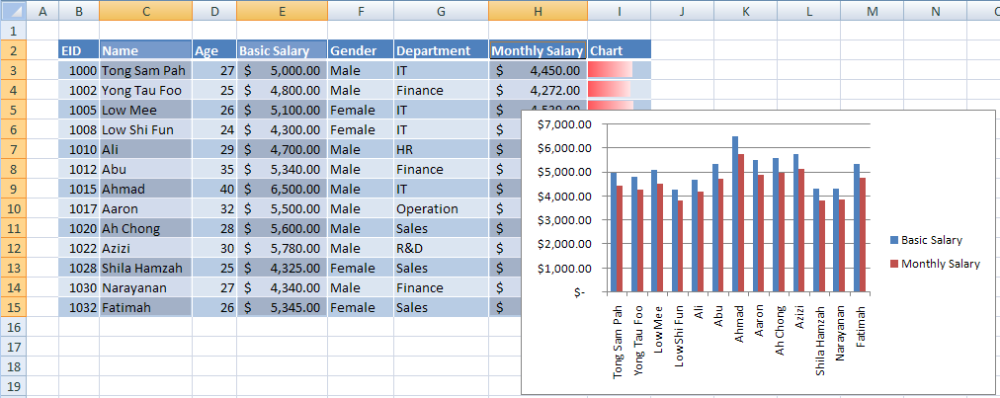 A B C D E F G H I J K L M N
1
2 EID Name Age Basic Salary Gender Department Monthly Salary Chart
3 1000 Tong Sam Pah 27 $ 5,000.00 Male IT $ 4,450.00
4 1002 Yong Tau Foo 25 $ 4,800.00 Male Finance $ 4,272.00
5 1005 Low Mee 26 $ 5,100.00 Female IT $ 4,539.00
6 1008 Low Shi Fun 24 $ 4,300.00 Female IT $
7 1010 Ali 29 $ 4,700.00 Male HR $
8 1012 Abu 35 $ 5,340.00 Male Finance $
9 1015 Ahmad 40 $ 6,500.00 Male IT $
10 1017 Aaron 32 $ 5,500.00 Male Operation $
11 1020 Ah Chong 28 $ 5,600.00 Male Sales $
12 1022 Azizi 30 $ 5,780.00 Male R&D $
13 1028 Shila Hamzah 25 $ 4,325.00 Female Sales $
14 1030 Narayanan 27 $ 4,340.00 Male Finance $
15 1032 Fatimah 26 $ 5,345.00 Female Sales $
16
17
18
19
$7,000.00
$6,000.00
$5,000.00
$4,000.00
$3,000.00
$2,000.00
$1,000.00
$-
Tong Sam Pah
Yong Tau Foo
Low Mee
Low Shi Fun
Ali
Abu
Ahmad
Aaron
Ah Chong
Azizi
Shila Hamzah
Narayanan
Fatimah
Basic Salary
Monthly Salary